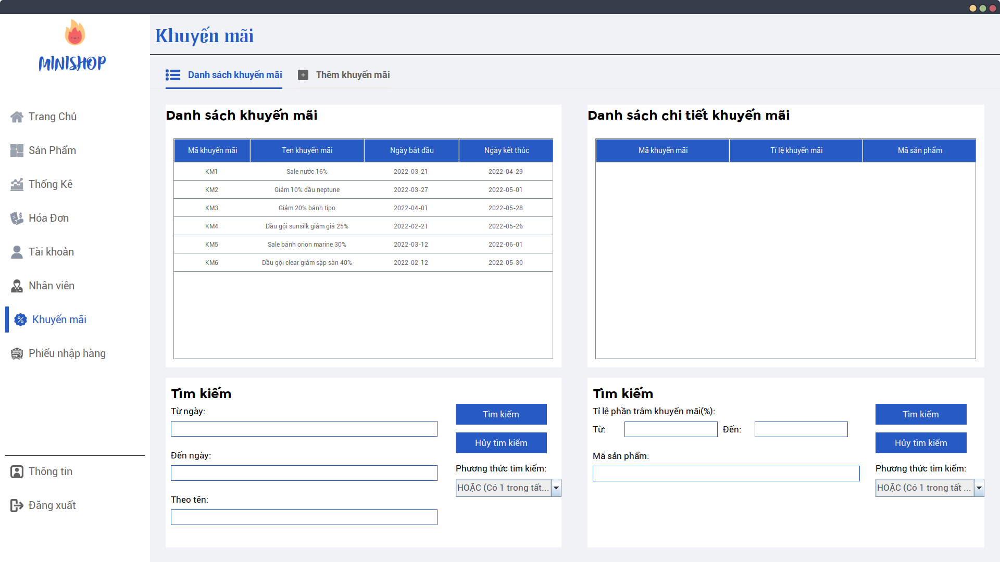 MINISHOP
Trang Chủ
Sản Phẩm
Thống Kê
Hóa Đơn
Tài khoản
Nhân viên
Khuyến mãi
Phiếu nhập hàng
Thông tin
Đăng xuất
Khuyến mãi
Danh sách khuyến mãi
Thêm khuyến mãi
Danh sách khuyến mãi
Mã khuyến mãi Ten khuyến mãi Ngày bắt đầu Ngày kết thúc
KM1 Sale nước 16% 2022-03-21 2022-04-29
KM2 Giảm 10% dầu neptune 2022-03-27 2022-05-01
KM3 Giảm 20% bánh tipo 2022-04-01 2022-05-28
KM4 Dầu gội sunsilk giảm giá 25% 2022-02-21 2022-05-26
KM5 Sale bánh orion marine 30% 2022-03-12 2022-06-01
KM6 Dầu gội clear giảm sập sàn 40% 2022-02-12 2022-05-30
Danh sách chi tiết khuyến mãi
Mã khuyến mãi Tỉ lệ khuyến mãi Mã sản phẩm
Tìm kiếm
Từ ngày:
Đến ngày:
Theo tên:
Tìm kiếm
Hủy tìm kiếm
Phương thức tìm kiếm:
HOẶC (Có 1 trong tất...
Tìm kiếm
Tỉ lệ phần trăm khuyến mãi(%):
Từ: Đến:
Mã sản phẩm:
Tìm kiếm
Hủy tìm kiếm
Phương thức tìm kiếm:
HOẶC (Có 1 trong tất ...